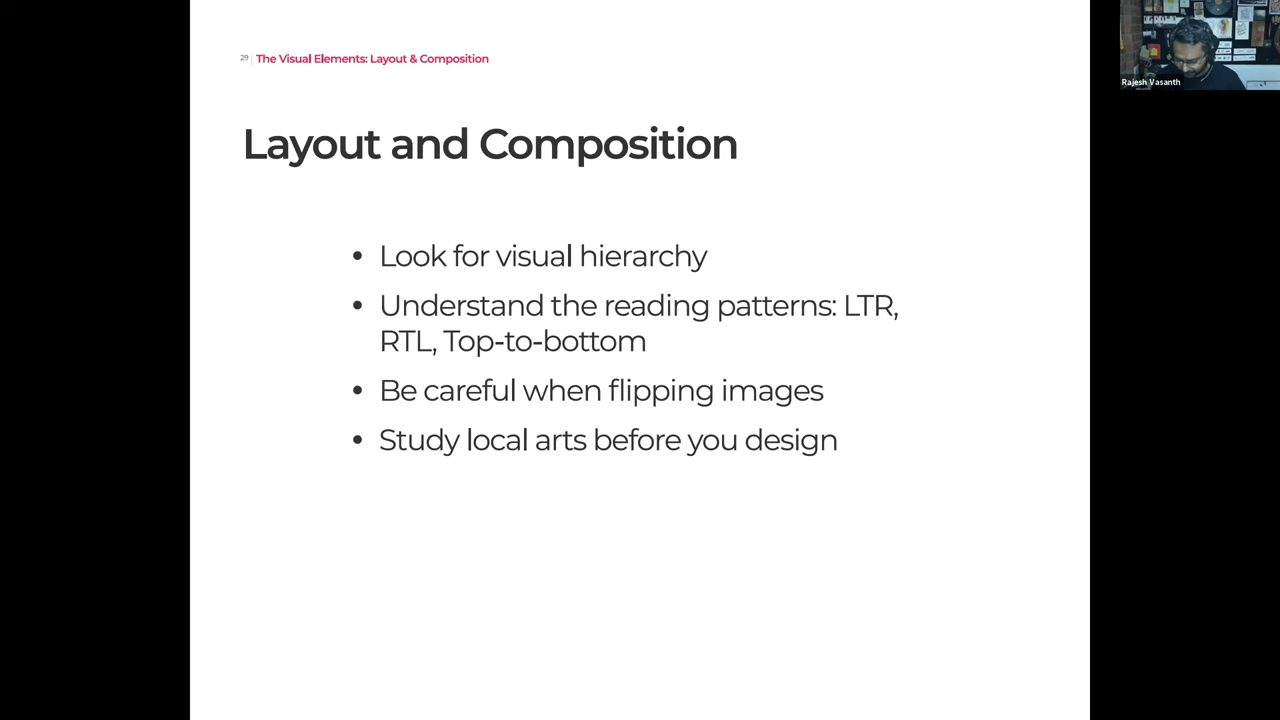 29 The Visual Elements: Layout & Composition
Rajesh Vasanth
Layout and Composition
• Look for visual hierarchy
• Understand the reading patterns: LTR,
RTL, Top-to-bottom
• Be careful when flipping images
• Study local arts before you design